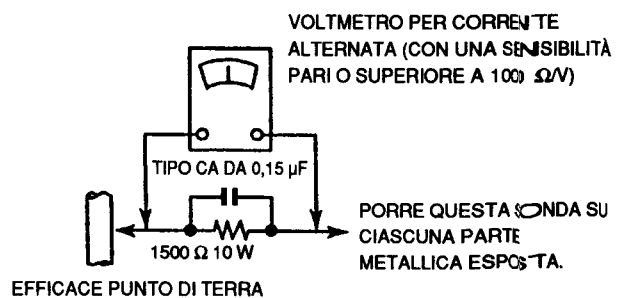 VOLTMETRO PER CORRENTE
ALTERNATA (CON UNA SENSIBILITÀ
PARI O SUPERIORE A 1000 Ω/V)
TIPO CA DA 0,15 µF
1500 Ω 10 W
PORRE QUESTA SONDA SU
CIASCUNA PARTE
METALLICA ESPOSTA.
EFFICACE PUNTO DI TERRA